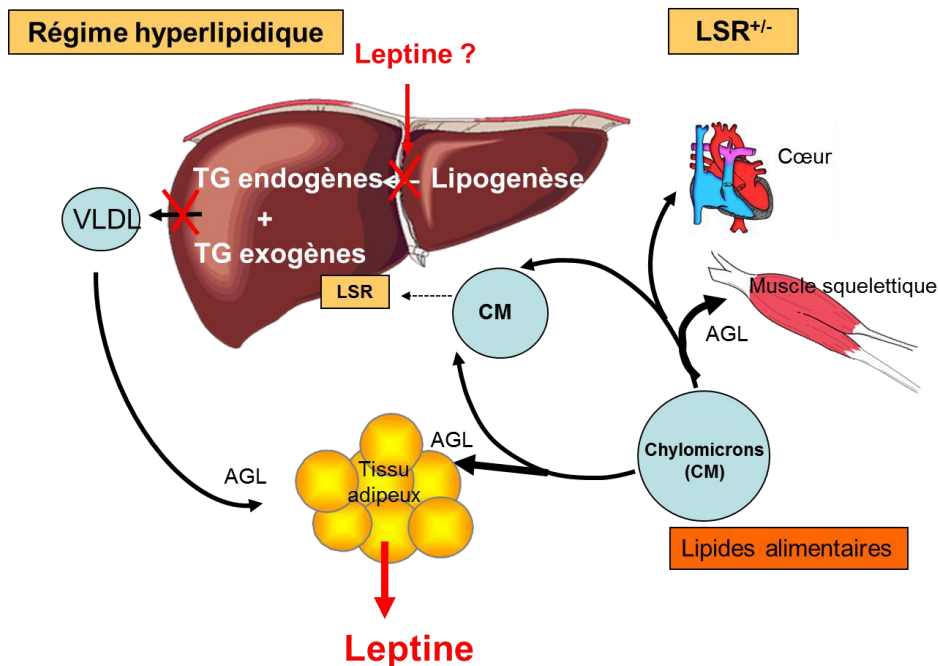 Régime hyperlipidique
LSR+/-
Leptine ?
Cœur
TG endogènes
Lipogenèse
+
TG exogènes
VLDL
LSR
CM
Muscle squelettique
AGL
AGL
Chylomicrons
(CM)
Tissu
adipeux
AGL
Lipides alimentaires
Leptine